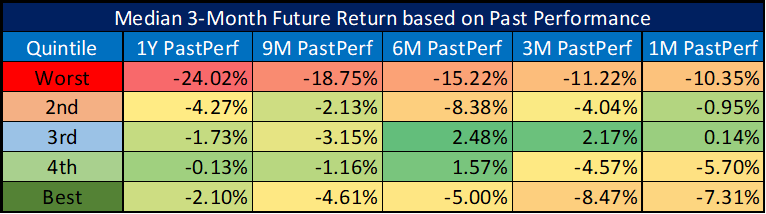 Median 3-Month Future Return based on Past Performance
Quintile 1Y PastPerf 9M PastPerf 6M PastPerf 3M PastPerf 1M PastPerf
Worst -24.02% -18.75% -15.22% -11.22% -10.35%
2nd -4.27% -2.13% -8.38% -4.04% -0.95%
3rd -1.73% -3.15% 2.48% 2.17% 0.14%
4th -0.13% -1.16% 1.57% -4.57% -5.70%
Best -2.10% -4.61% -5.00% -8.47% -7.31%